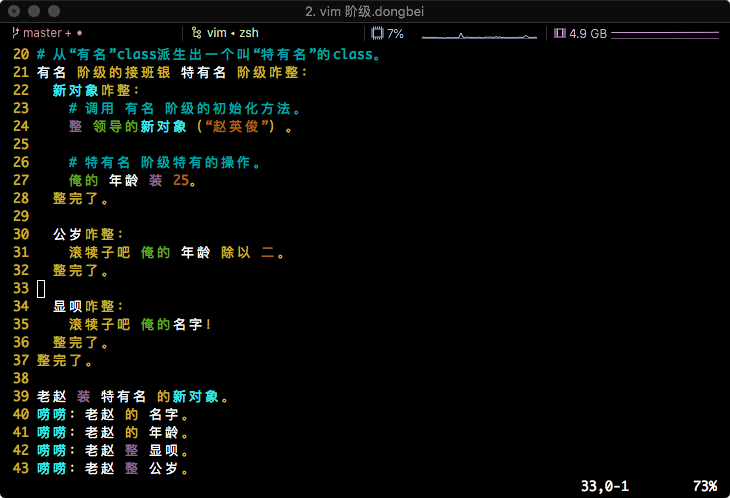 2. vim 阶级.dongbei
master + • vim • zsh 7% 4.9 GB
20 # 从“有名”class派生出一个叫“特有名”的class。
21 有名 阶级的接班银 特有名 阶级咋整：
22 新对象咋整：
23 # 调用 有名 阶级的初始化方法。
24 整 领导的新对象（“赵英俊”）。
25
26 # 特有名 阶级特有的操作。
27 俺的 年龄 装 25。
28 整完了。
29
30 公岁咋整：
31 滚犊子吧 俺的 年龄 除以 二。
32 整完了。
33
34 显呗咋整：
35 滚犊子吧 俺的名字！
36 整完了。
37 整完了。
38
39 老赵 装 特有名 的新对象。
40 唠唠：老赵 的 名字。
41 唠唠：老赵 的 年龄。
42 唠唠：老赵 整 显呗。
43 唠唠：老赵 整 公岁。
33,0-1 73%